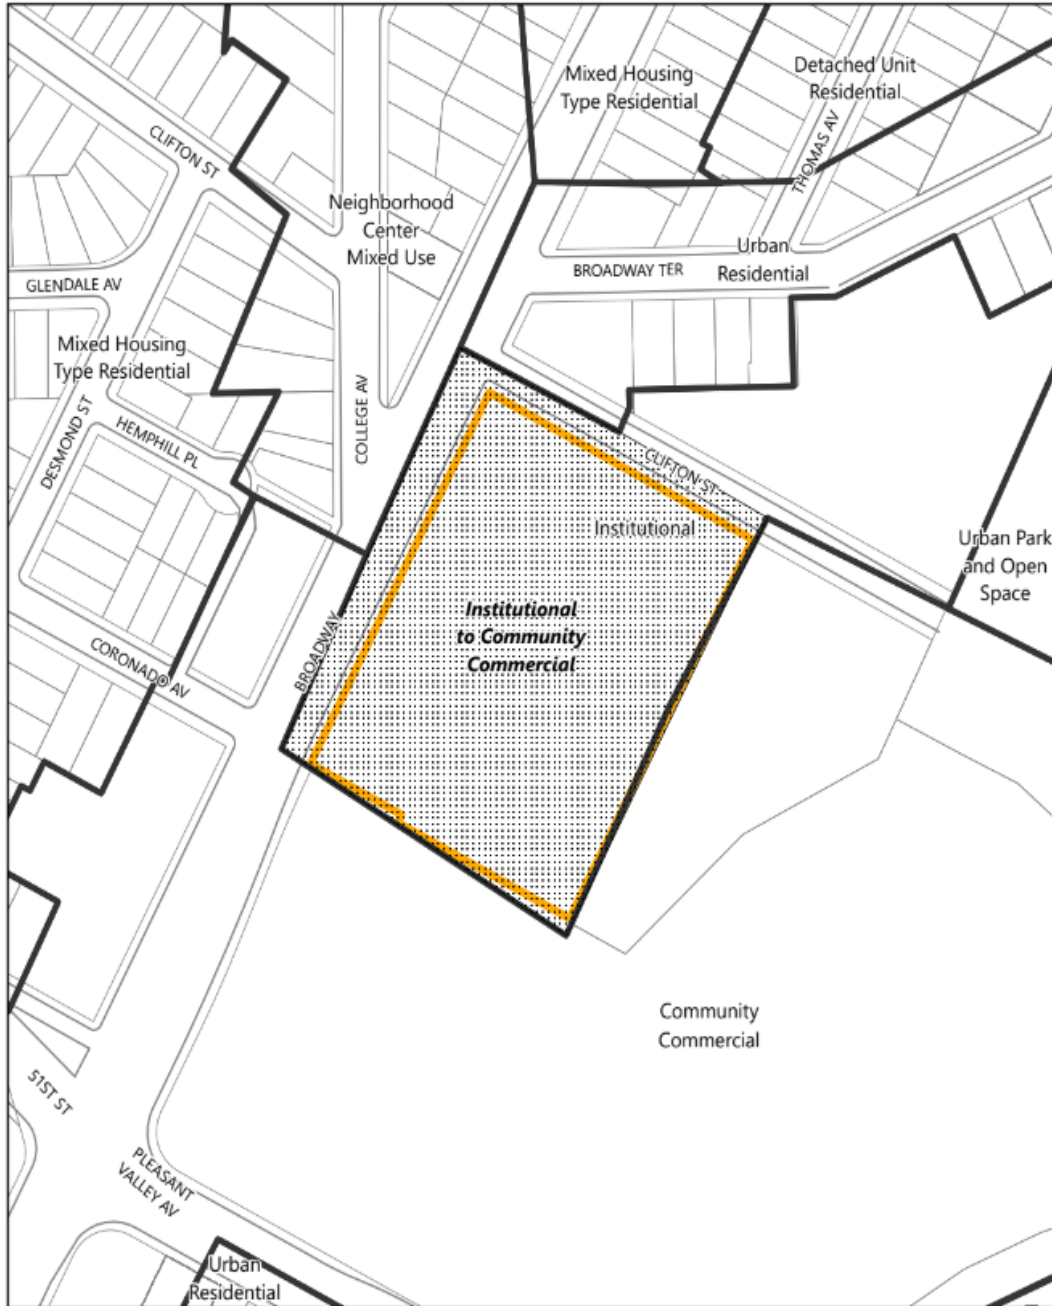 Mixed Housing
Type Residential
Detached Unit
Residential
CLIFTON ST
THOMAS AV
Neighborhood
Center
Mixed Use
Urban
Residential
BROADWAY TER
GLENDALE AV
Mixed Housing
Type Residential
COLLEGE AV
DESMOND ST
HEMPHILL PL
CLIFTON ST
Institutional
Urban Park
and Open
Space
Institutional
to Community
Commercial
BROADWAY
CORONADO AV
Community
Commercial
51ST ST
PLEASANT
VALLEY AV
Urban
Residential